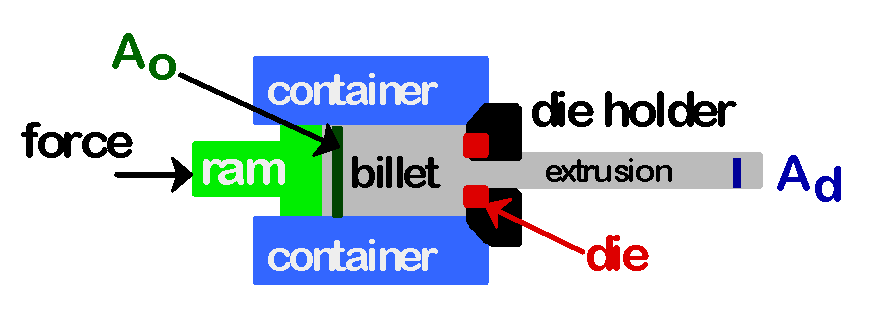 Ao
container
die holder
force
ram
billet
extrusion
Ad
container
die